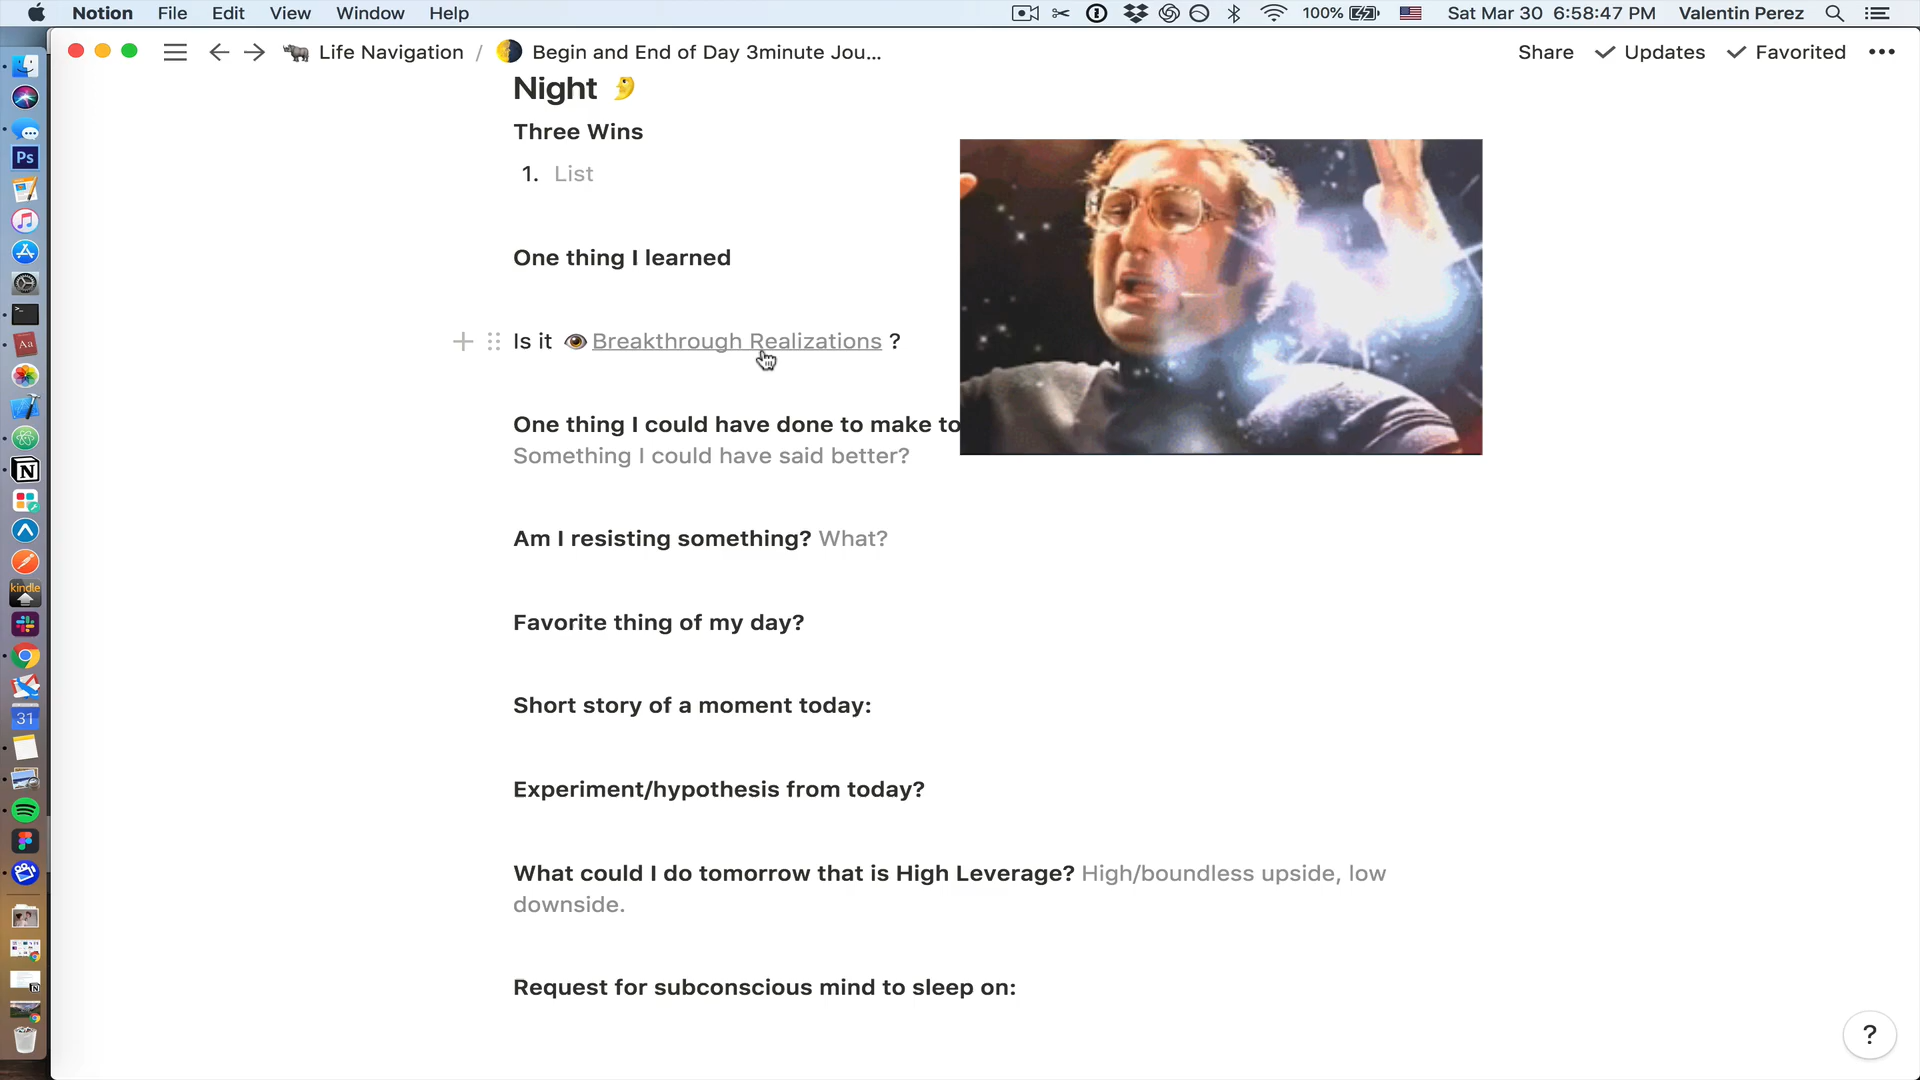 Notion File Edit View Window Help 100% Sat Mar 30 6:58:47 PM Valentin Perez
Life Navigation / Begin and End of Day 3minute Jou... Share Updates Favorited
Night
Three Wins
1. List
One thing I learned
Is it Breakthrough Realizations ?
One thing I could have done to make to
Something I could have said better?
Am I resisting something? What?
Favorite thing of my day?
Short story of a moment today:
Experiment/hypothesis from today?
What could I do tomorrow that is High Leverage? High/boundless upside, low
downside.
Request for subconscious mind to sleep on:
?
Ps
Aa
N
kindle
31